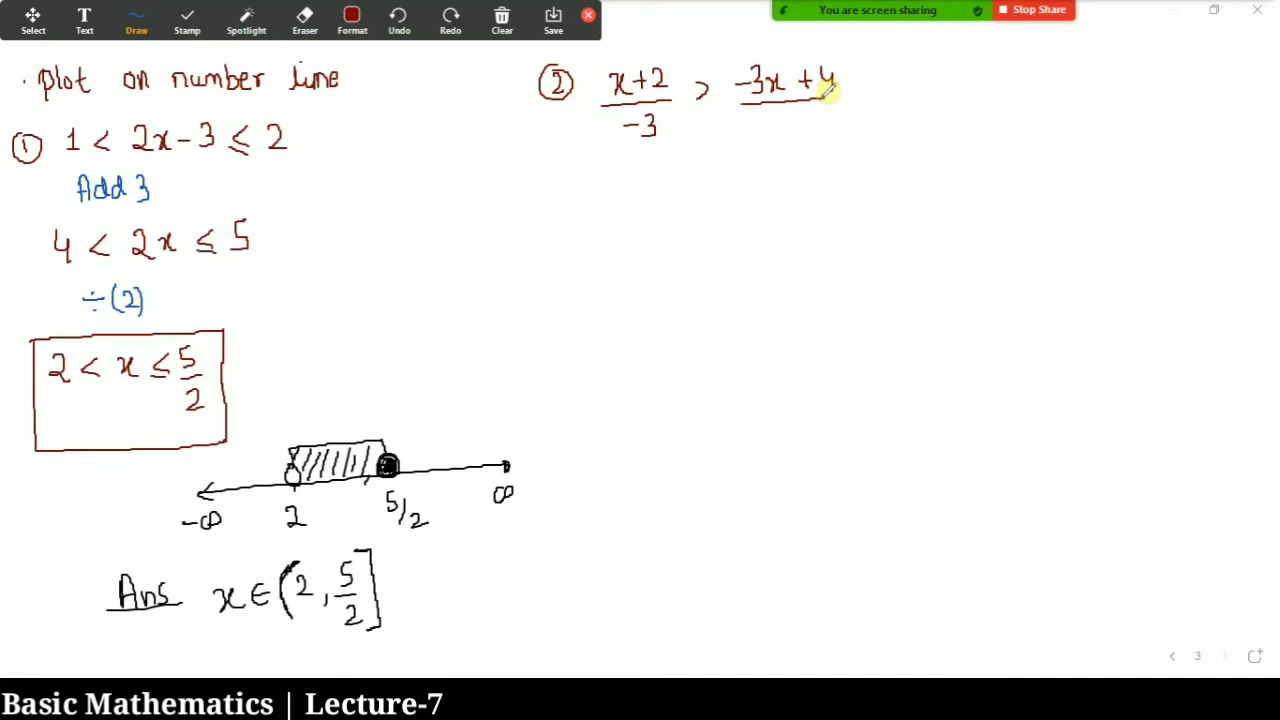 Select Text Draw Stamp Spotlight Eraser Format Undo Redo Clear Save
You are screen sharing Stop Share
· plot on number line
① 1 < 2x - 3 ≤ 2
Add 3
4 < 2x ≤ 5
÷(2)
2 < x ≤ 5/2
-∞ 2 5/2 ∞
Ans x ∈ (2, 5/2]
② (x+2)/(-3) > -3x + 4
3
Basic Mathematics | Lecture-7